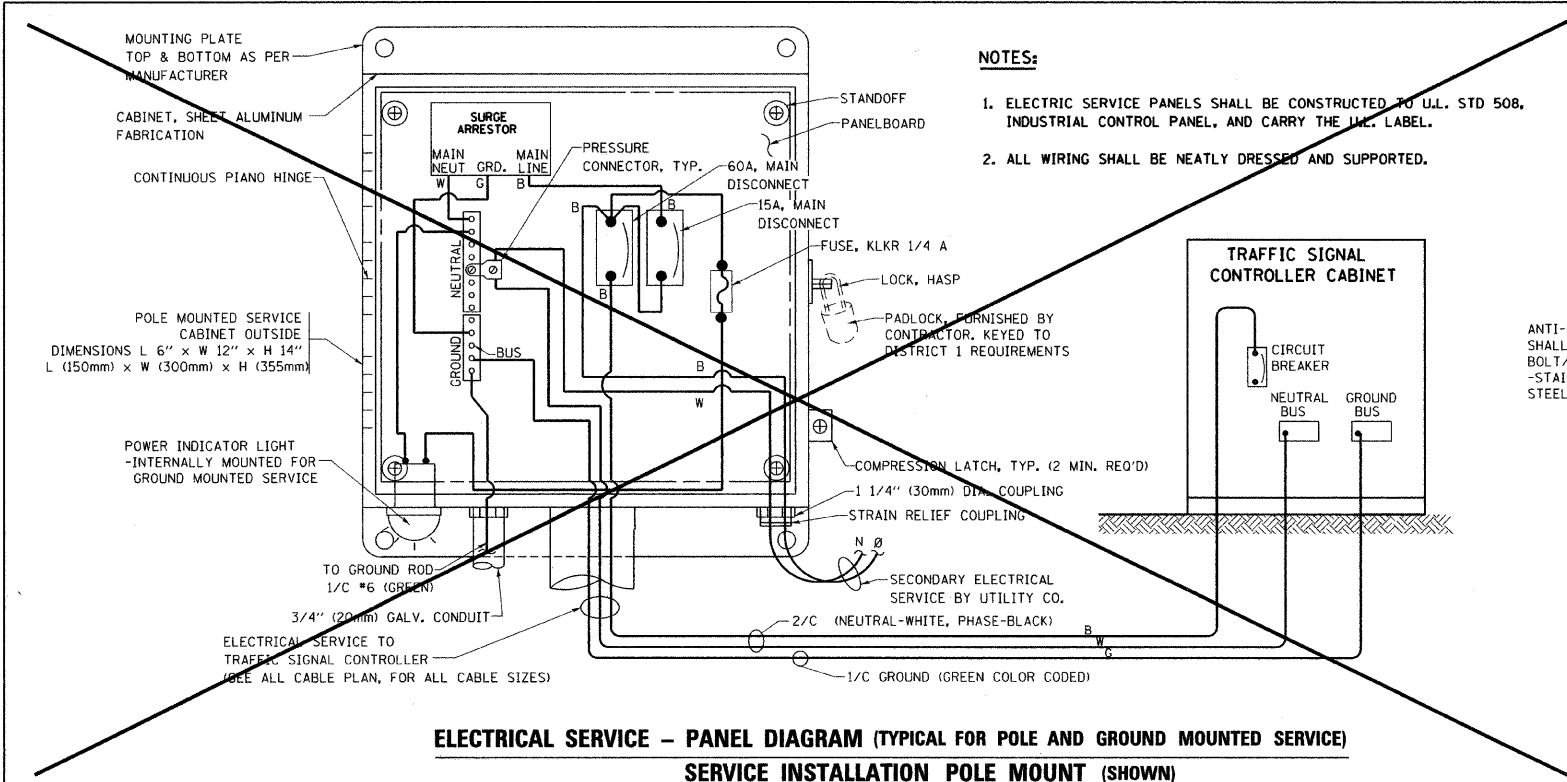 MOUNTING PLATE
TOP & BOTTOM AS PER
MANUFACTURER
CABINET, SHEET ALUMINUM
FABRICATION
CONTINUOUS PIANO HINGE
POLE MOUNTED SERVICE
CABINET OUTSIDE
DIMENSIONS L 6" x W 12" x H 14"
L (150mm) x W (300mm) x H (355mm)
POWER INDICATOR LIGHT
-INTERNALLY MOUNTED FOR
GROUND MOUNTED SERVICE
TO GROUND ROD
1/C #6 (GREEN)
3/4" (20mm) GALV. CONDUIT
ELECTRICAL SERVICE TO
TRAFFIC SIGNAL CONTROLLER
(SEE ALL CABLE PLAN, FOR ALL CABLE SIZES)
SURGE
ARRESTOR
MAIN NEUT
GRD.
MAIN LINE
W G B
NEUTRAL
GROUND
BUS
PRESSURE
CONNECTOR, TYP.
60A, MAIN
DISCONNECT
15A, MAIN
DISCONNECT
B
B
B
B
W
STANDOFF
PANELBOARD
FUSE, KLKR 1/4 A
LOCK, HASP
PADLOCK, FURNISHED BY
CONTRACTOR. KEYED TO
DISTRICT 1 REQUIREMENTS
COMPRESSION LATCH, TYP. (2 MIN. REQ'D)
1 1/4" (30mm) DIA. COUPLING
STRAIN RELIEF COUPLING
N Ø
SECONDARY ELECTRICAL
SERVICE BY UTILITY CO.
2/C (NEUTRAL-WHITE, PHASE-BLACK)
B
W
G
1/C GROUND (GREEN COLOR CODED)
NOTES:
1. ELECTRIC SERVICE PANELS SHALL BE CONSTRUCTED TO U.L. STD 508,
INDUSTRIAL CONTROL PANEL, AND CARRY THE U.L. LABEL.
2. ALL WIRING SHALL BE NEATLY DRESSED AND SUPPORTED.
TRAFFIC SIGNAL
CONTROLLER CABINET
CIRCUIT
BREAKER
NEUTRAL
BUS
GROUND
BUS
ANTI-
SHALL
BOLT/
-STAI
STEEL
ELECTRICAL SERVICE - PANEL DIAGRAM (TYPICAL FOR POLE AND GROUND MOUNTED SERVICE)
SERVICE INSTALLATION POLE MOUNT (SHOWN)